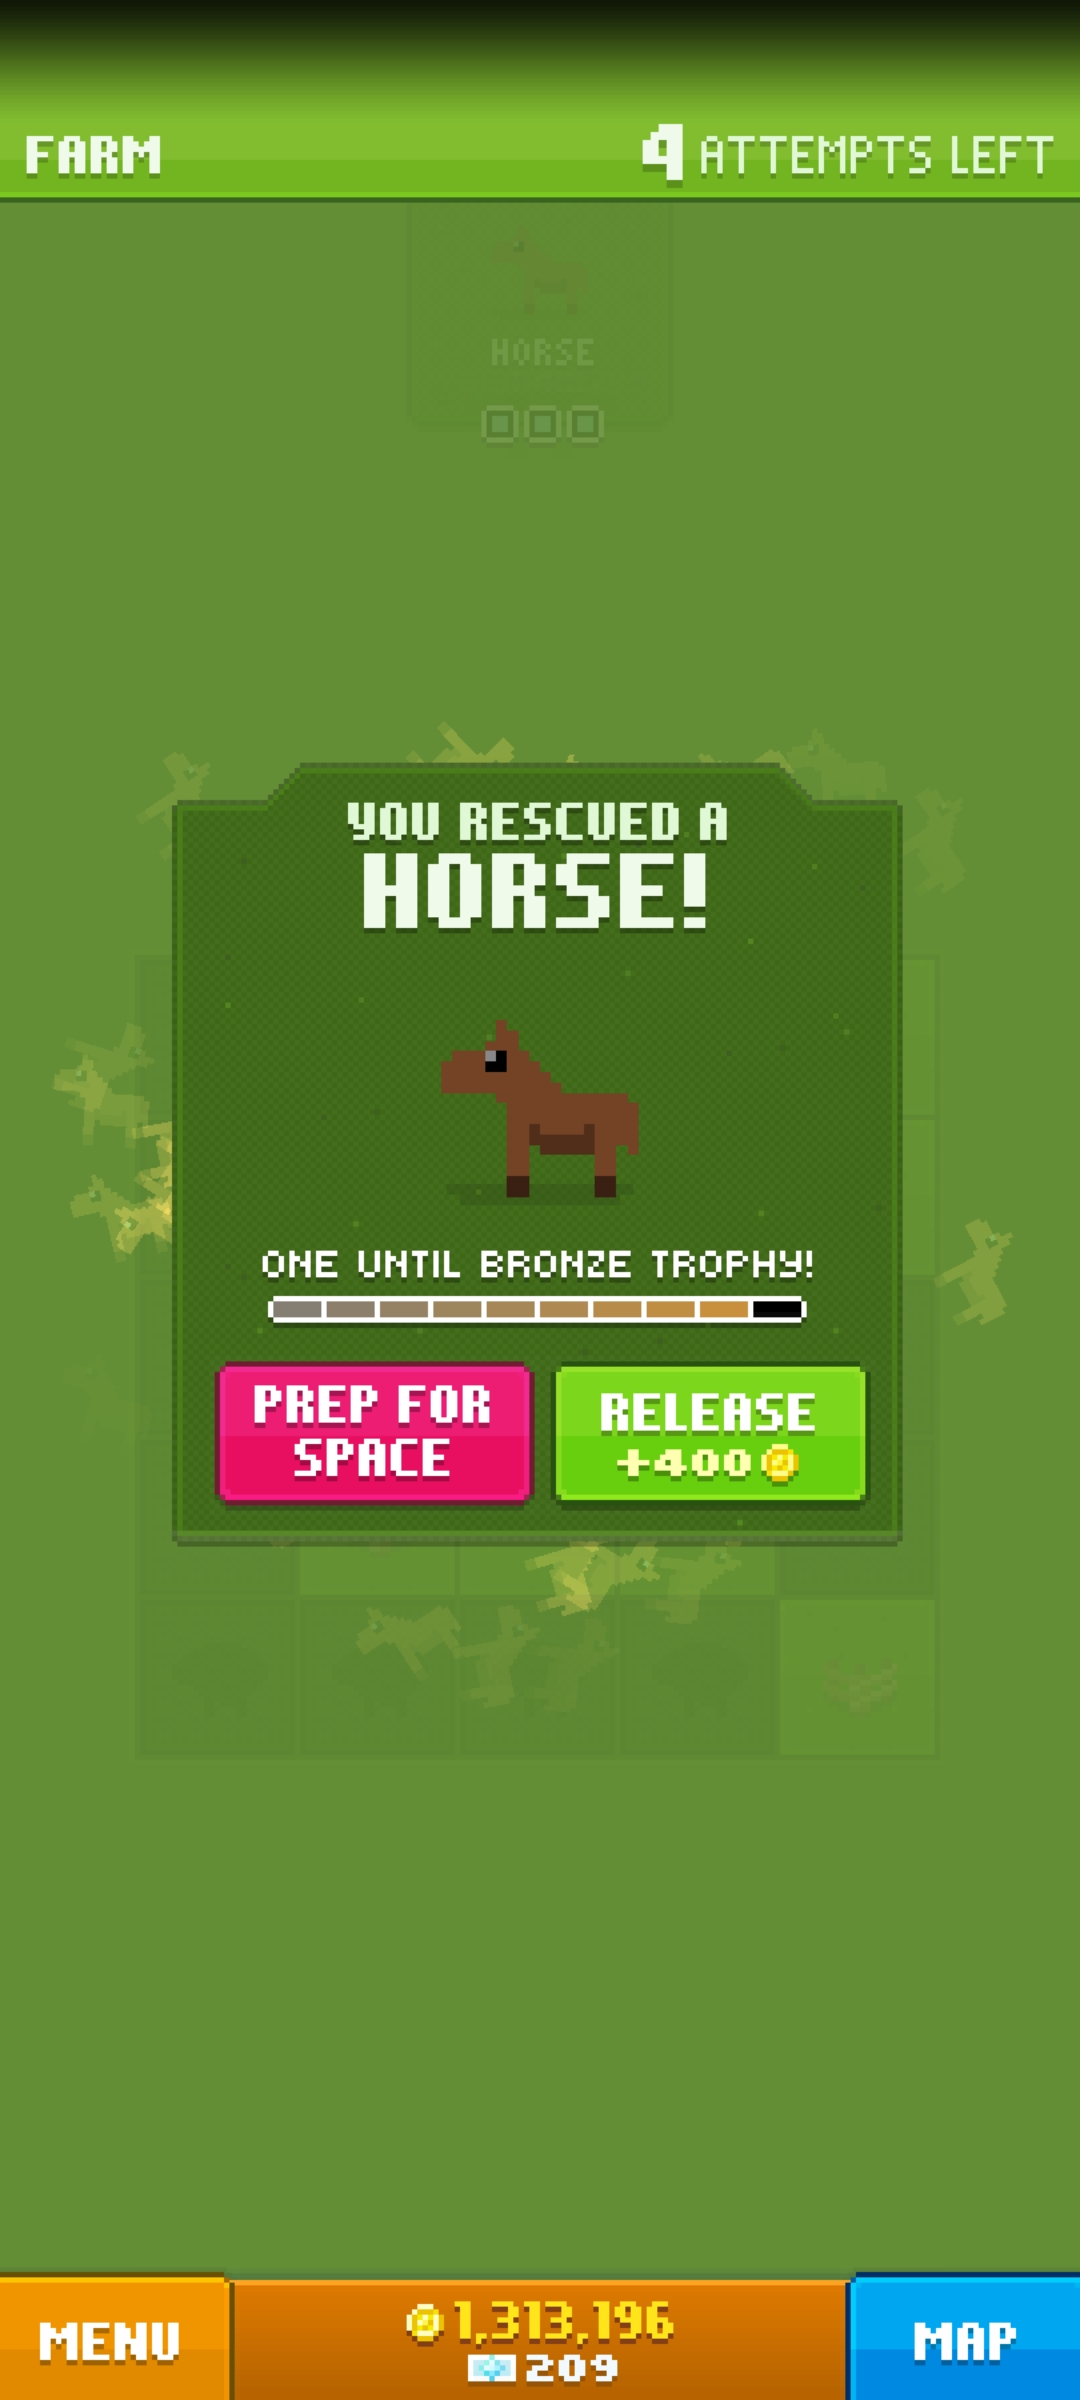 FARM
4 ATTEMPTS LEFT
HORSE
YOU RESCUED A
HORSE!
ONE UNTIL BRONZE TROPHY!
PREP FOR
SPACE
RELEASE
+400
MENU
1,313,196
209
MAP